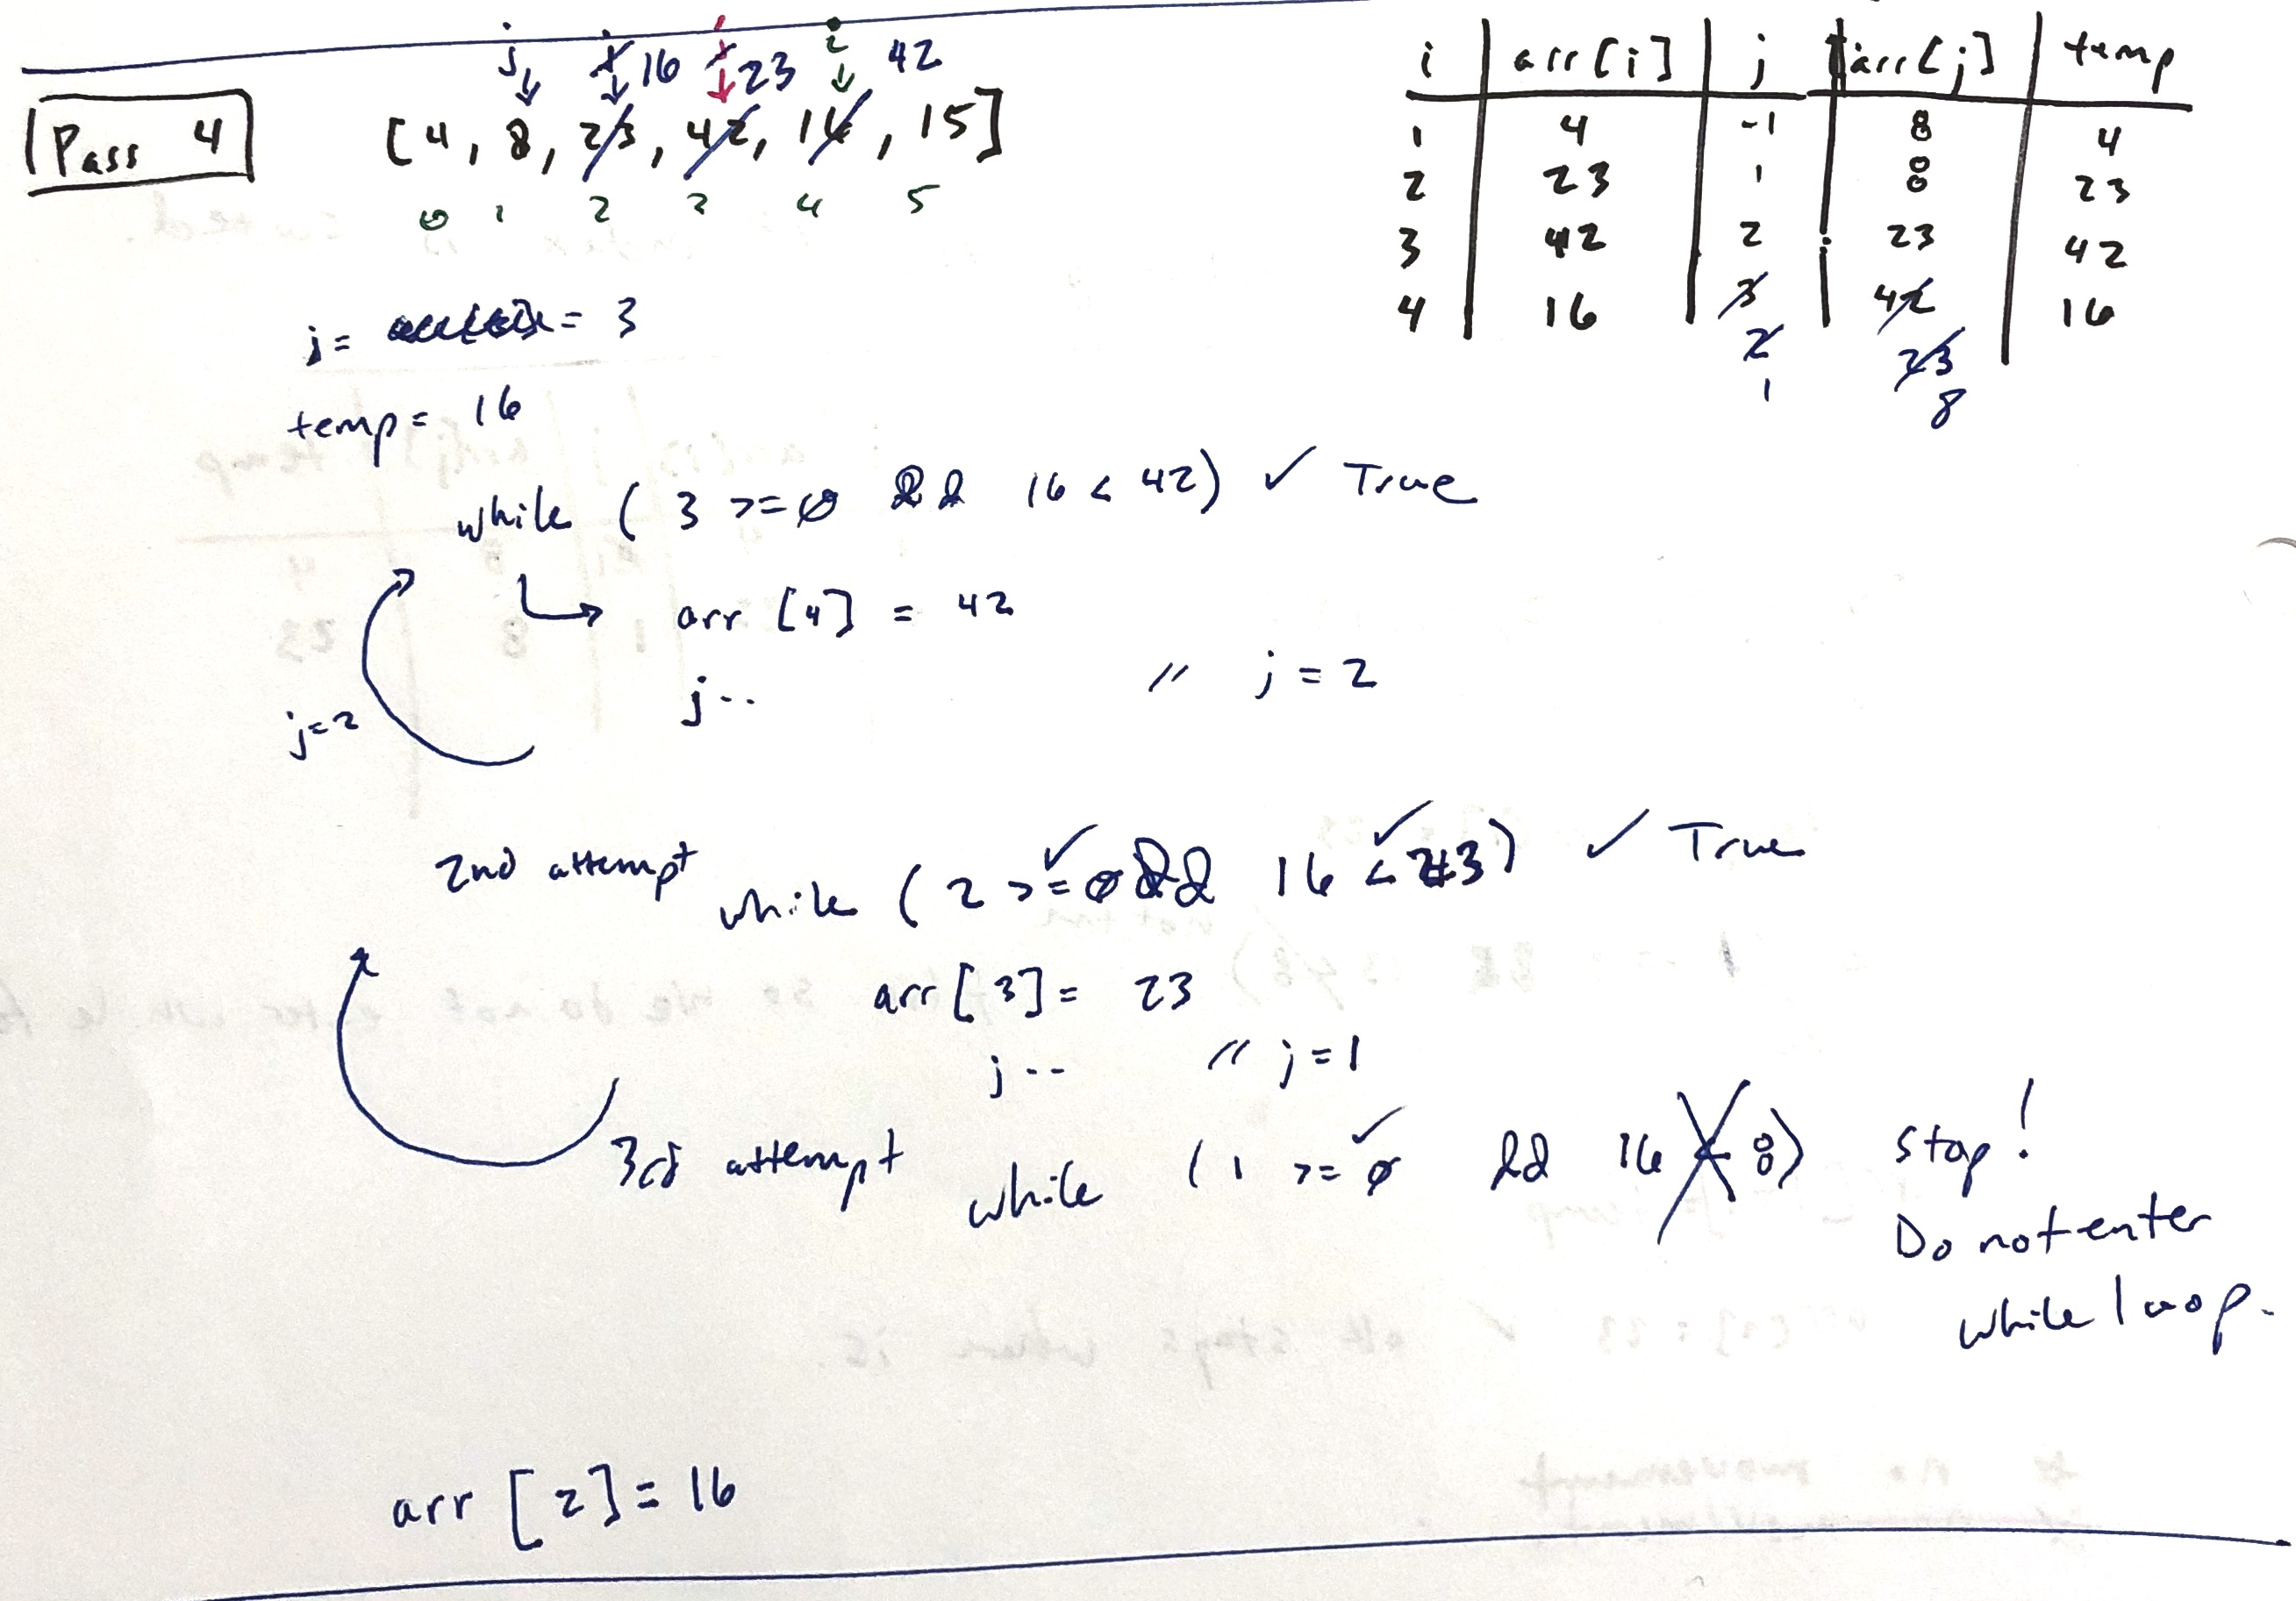 j 16 23 i 42
Pass 4 [4, 8, 23, 42, 16, 15]
0 1 2 3 4 5
i arr[i] j arr[j] temp
1 4 -1 8 4
2 23 1 8 23
3 42 2 23 42
4 16 3 42 16
2 23
1 8
j = = 3
temp = 16
while ( 3 >= 0 && 16 < 42) ✓ True
arr [4] = 42
j-- // j = 2
j=2
2nd attempt while ( 2 >= 0 && 16 < 23) ✓ True
arr [3] = 23
j-- // j=1
3rd attempt while ( 1 >= 0 && 16 < 8) Stop!
Do not enter
while loop.
arr [2] = 16